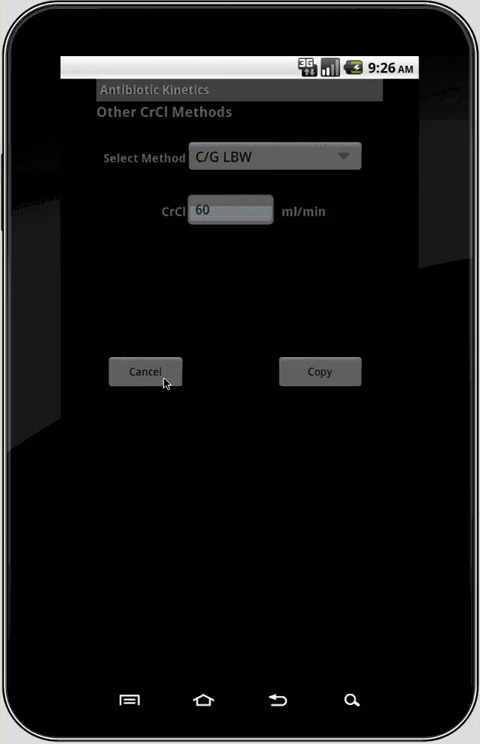 3G 9:26 AM
Antibiotic Kinetics
Other CrCl Methods
Select Method C/G LBW
CrCl 60 ml/min
Cancel Copy